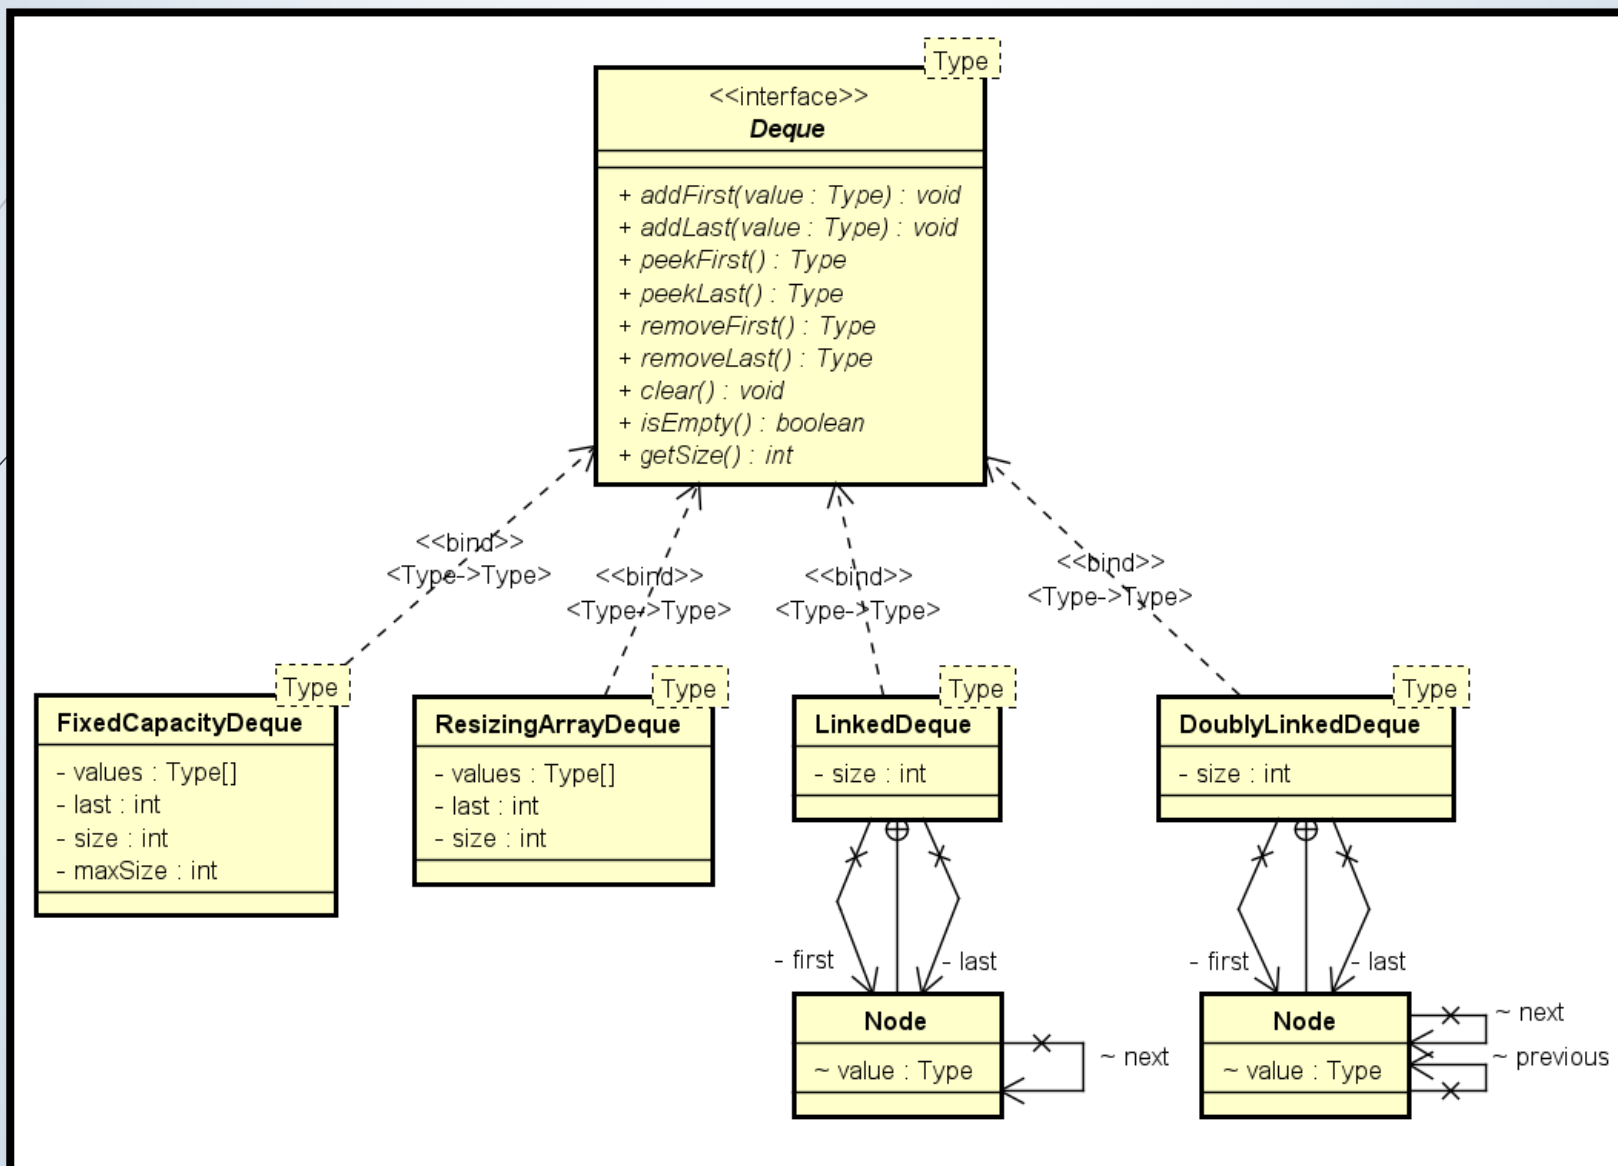 Type
<<interface>>
Deque
+ addFirst(value : Type) : void
+ addLast(value : Type) : void
+ peekFirst() : Type
+ peekLast() : Type
+ removeFirst() : Type
+ removeLast() : Type
+ clear() : void
+ isEmpty() : boolean
+ getSize() : int
<<bind>>
<Type->Type>
<<bind>>
<Type->Type>
<<bind>>
<Type->Type>
<<bind>>
<Type->Type>
Type
FixedCapacityDeque
- values : Type[]
- last : int
- size : int
- maxSize : int
Type
ResizingArrayDeque
- values : Type[]
- last : int
- size : int
Type
LinkedDeque
- size : int
- first
- last
Node
~ value : Type
~ next
Type
DoublyLinkedDeque
- size : int
- first
- last
Node
~ value : Type
~ next
~ previous